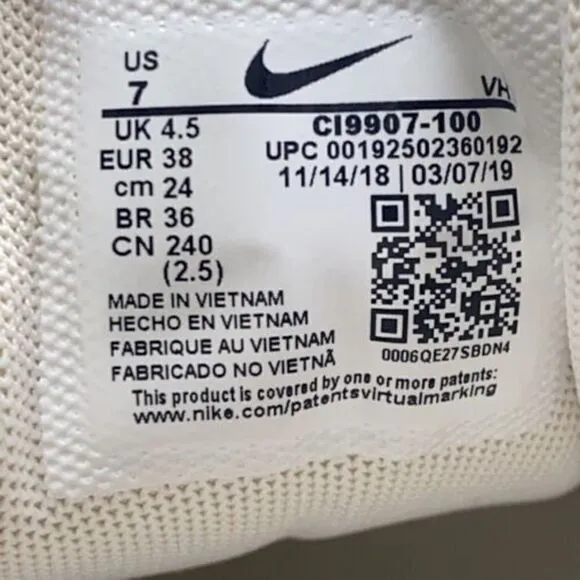 US
7
VH
UK 4.5
EUR 38
cm 24
BR 36
CN 240
(2.5)
CI9907-100
UPC 00192502360192
11/14/18 | 03/07/19
0006QE27SBDN4
MADE IN VIETNAM
HECHO EN VIETNAM
FABRIQUE AU VIETNAM
FABRICADO NO VIETNÃ
This product is covered by one or more patents:
www.nike.com/patentsvirtualmarking